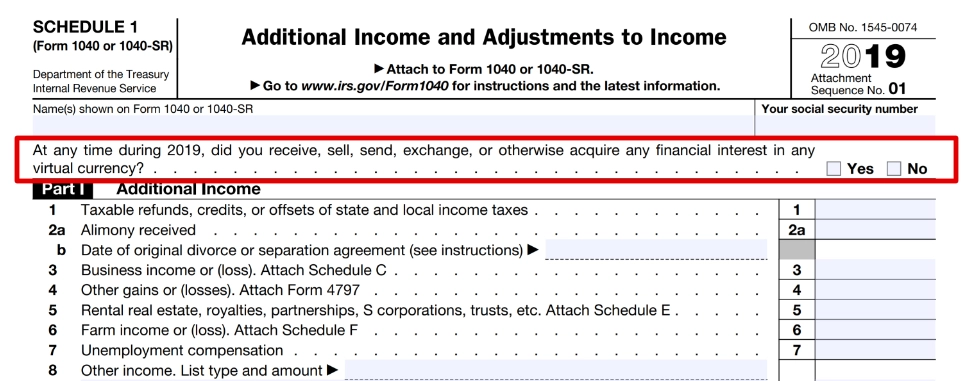 SCHEDULE 1
(Form 1040 or 1040-SR)
Department of the Treasury
Internal Revenue Service
Additional Income and Adjustments to Income
▶ Attach to Form 1040 or 1040-SR.
▶ Go to www.irs.gov/Form1040 for instructions and the latest information.
OMB No. 1545-0074
2019
Attachment
Sequence No. 01
Name(s) shown on Form 1040 or 1040-SR
Your social security number
At any time during 2019, did you receive, sell, send, exchange, or otherwise acquire any financial interest in any
virtual currency? . . . . . . . . . . . . . . . . . . . . . . . . . . . . . . Yes No
Part I Additional Income
1 Taxable refunds, credits, or offsets of state and local income taxes . . . . . . . . . . . . 1
2a Alimony received . . . . . . . . . . . . . . . . . . . . . . . . . . . . 2a
b Date of original divorce or separation agreement (see instructions) ▶
3 Business income or (loss). Attach Schedule C . . . . . . . . . . . . . . . . . . . 3
4 Other gains or (losses). Attach Form 4797 . . . . . . . . . . . . . . . . . . . . 4
5 Rental real estate, royalties, partnerships, S corporations, trusts, etc. Attach Schedule E . . . . . 5
6 Farm income or (loss). Attach Schedule F . . . . . . . . . . . . . . . . . . . . 6
7 Unemployment compensation . . . . . . . . . . . . . . . . . . . . . . . . 7
8 Other income. List type and amount ▶